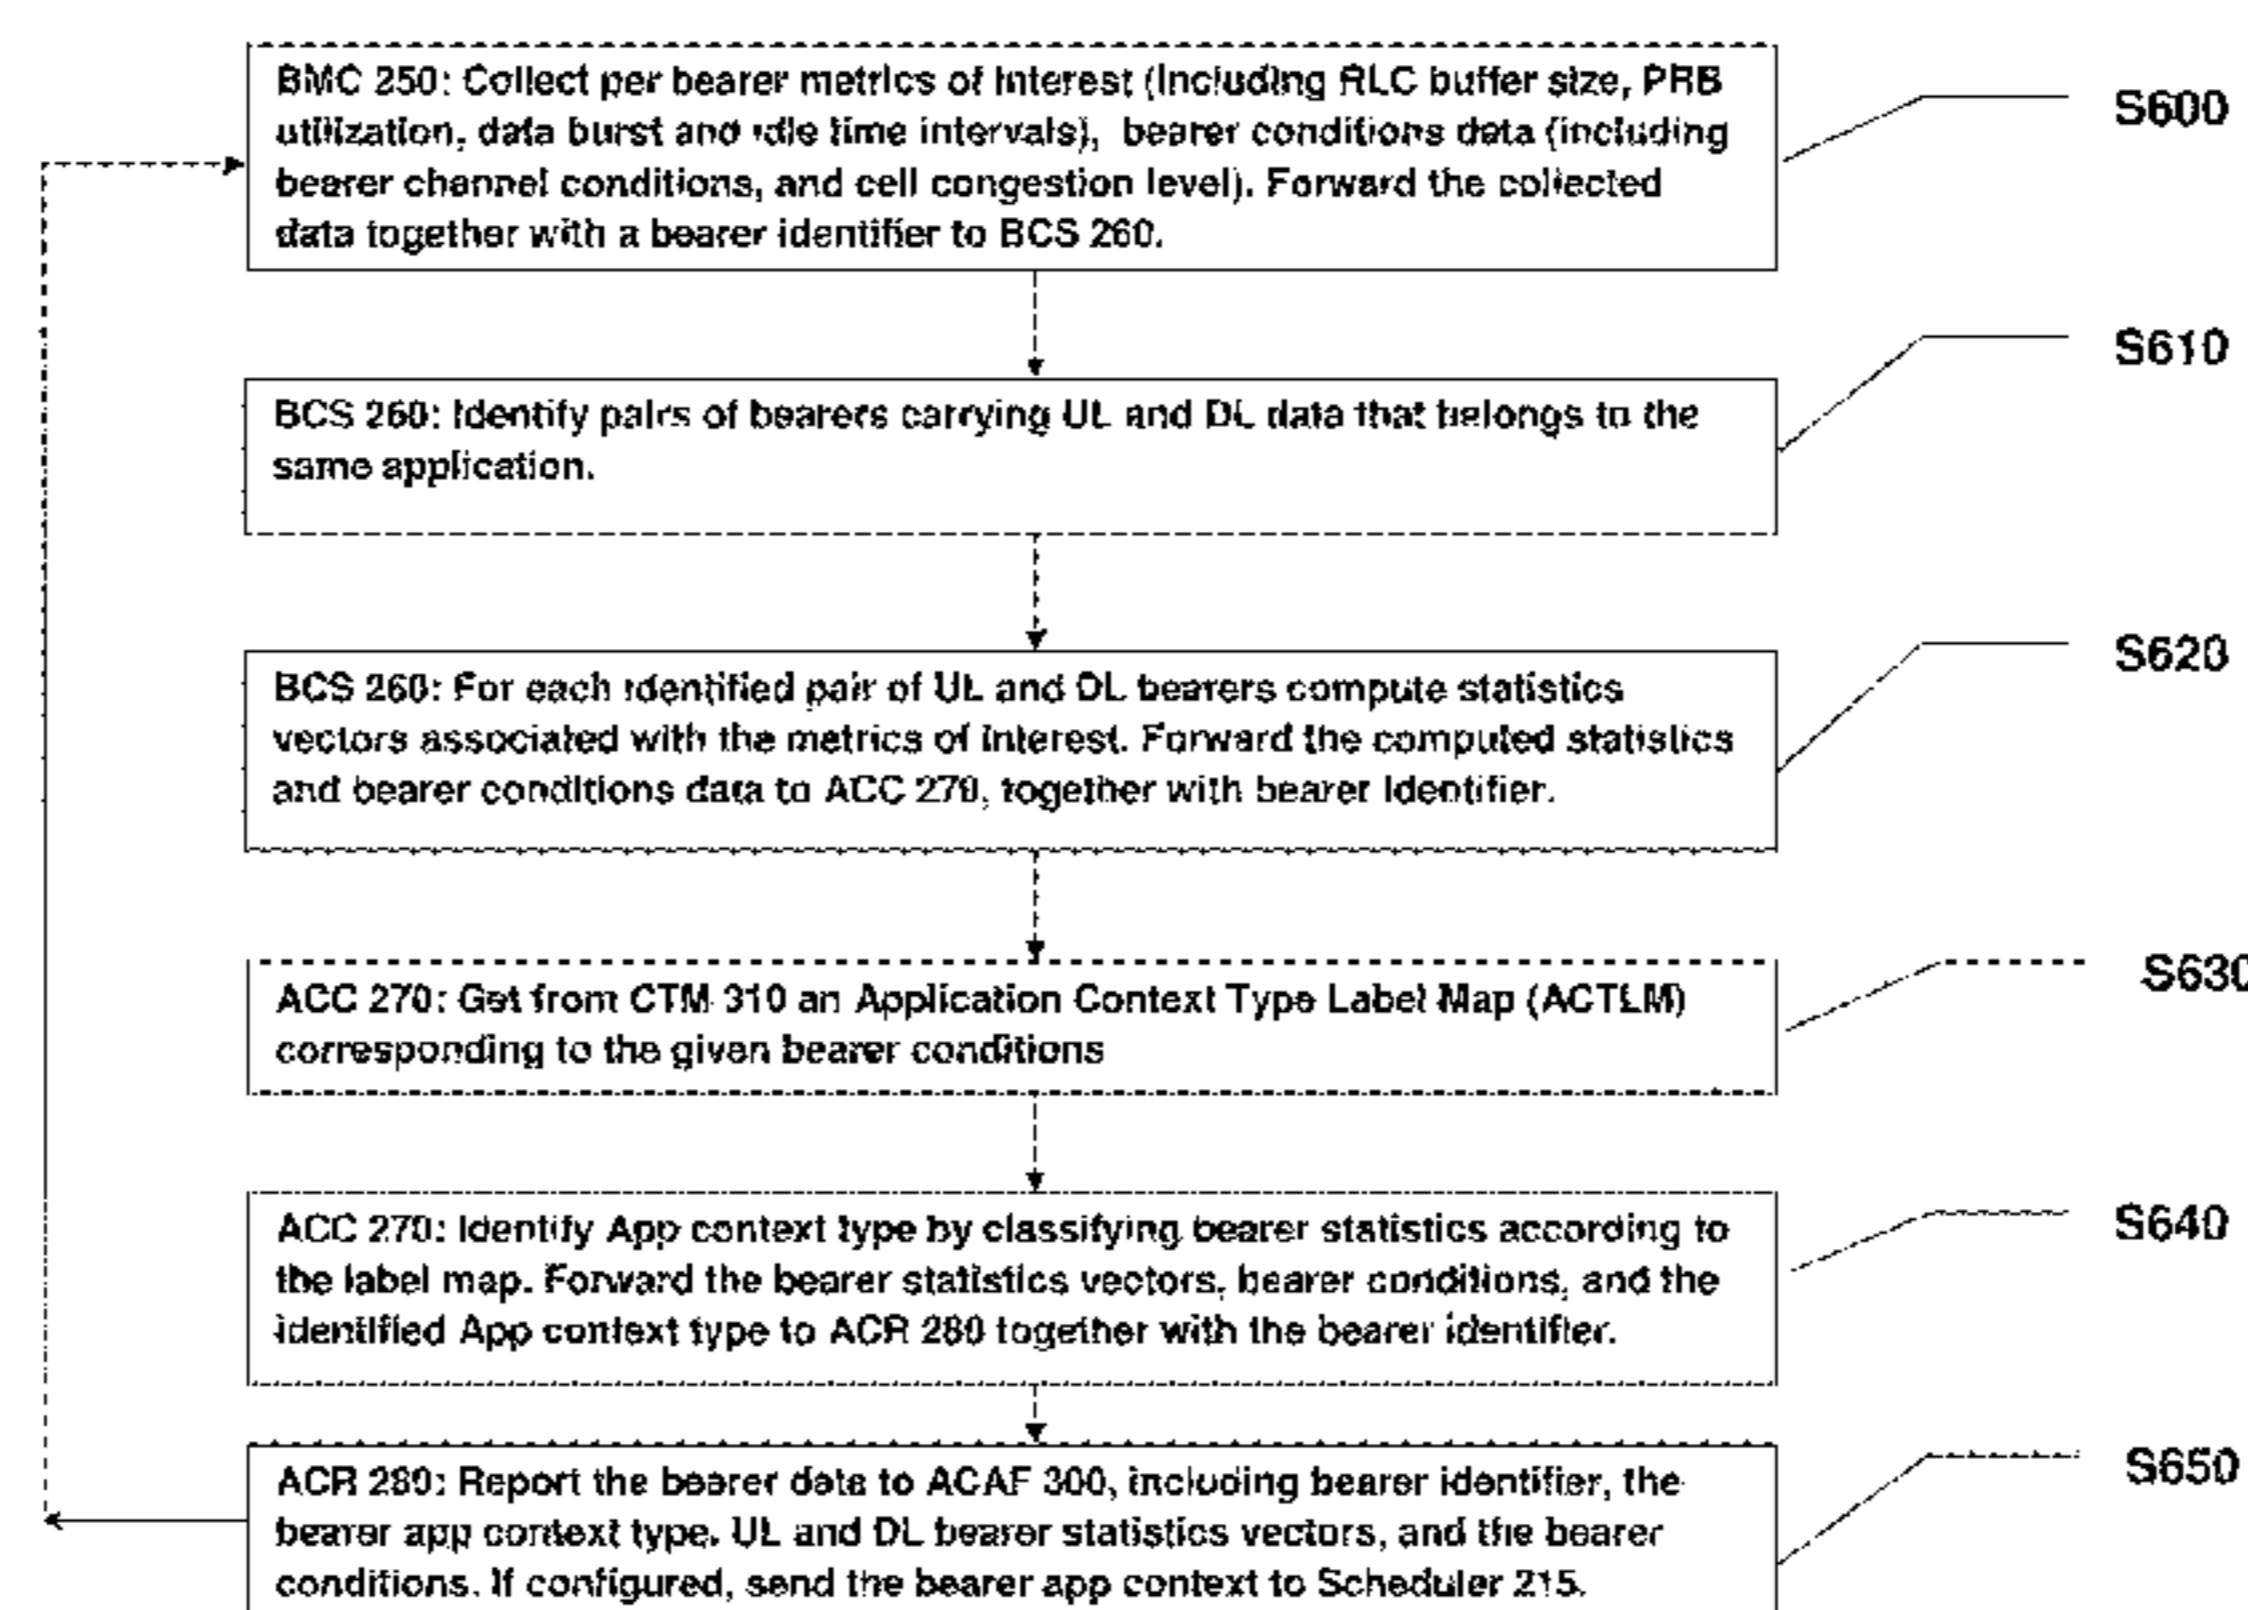 BMC 250: Collect per bearer metrics of interest (including RLC buffer size, PRB
utilization, data burst and idle time intervals), bearer conditions data (including
bearer channel conditions, and cell congestion level). Forward the collected
data together with a bearer identifier to BCS 260.
S600
BCS 260: Identify pairs of bearers carrying UL and DL data that belongs to the
same application.
S610
BCS 260: For each identified pair of UL and DL bearers compute statistics
vectors associated with the metrics of interest. Forward the computed statistics
and bearer conditions data to ACC 270, together with bearer identifier.
S620
ACC 270: Get from CTM 310 an Application Context Type Label Map (ACTLM)
corresponding to the given bearer conditions
S630
ACC 270: Identify App context type by classifying bearer statistics according to
the label map. Forward the bearer statistics vectors, bearer conditions, and the
identified App context type to ACR 280 together with the bearer identifier.
S640
ACR 280: Report the bearer data to ACAF 300, including bearer identifier, the
bearer app context type, UL and DL bearer statistics vectors, and the bearer
conditions. If configured, send the bearer app context to Scheduler 215.
S650